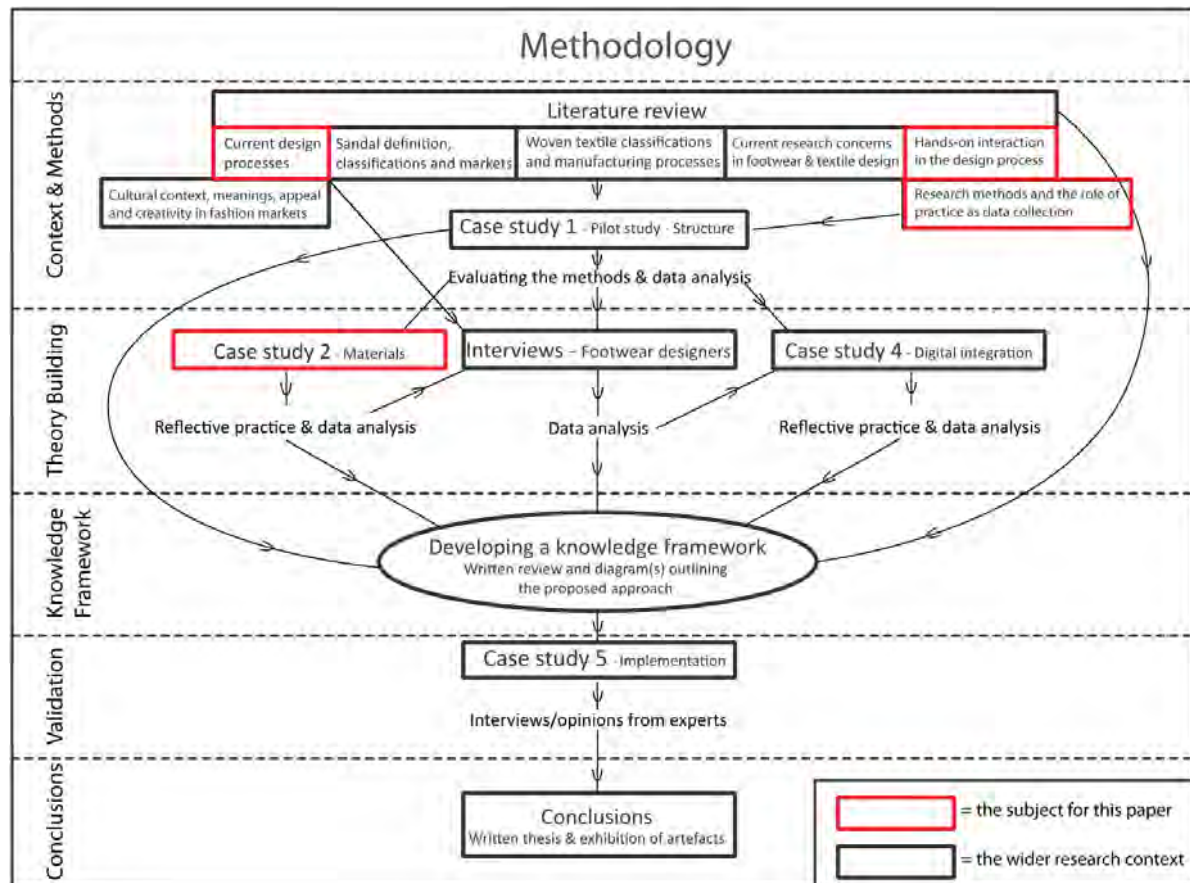 Methodology
Context & Methods
Literature review
Current design
processes
Sandal definition,
classifications and markets
Woven textile classifications
and manufacturing processes
Current research concerns
in footwear & textile design
Hands-on interaction
in the design process
Cultural context, meanings, appeal
and creativity in fashion markets
Research methods and the role of
practice as data collection
Case study 1 - Pilot study - Structure
Evaluating the methods & data analysis
Theory Building
Case study 2 - Materials
Interviews – Footwear designers
Case study 4 - Digital integration
Reflective practice & data analysis
Data analysis
Reflective practice & data analysis
Knowledge
Framework
Developing a knowledge framework
Written review and diagram(s) outlining
the proposed approach
Validation
Case study 5 - Implementation
Interviews/opinions from experts
Conclusions
Conclusions
Written thesis & exhibition of artefacts
= the subject for this paper
= the wider research context